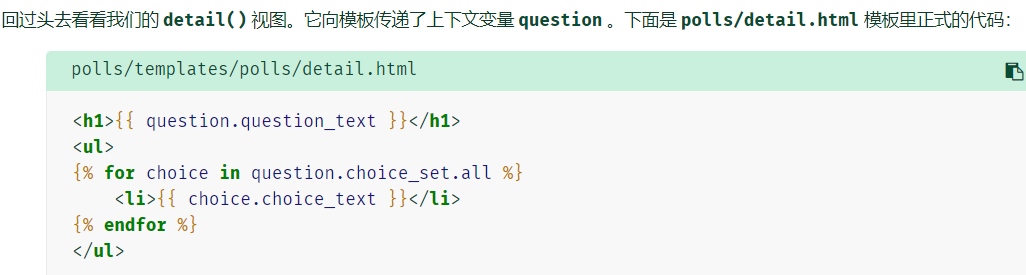 回过头去看看我们的 detail() 视图。它向模板传递了上下文变量 question 。下面是 polls/detail.html 模板里正式的代码：
polls/templates/polls/detail.html
<h1>{{ question.question_text }}</h1>
<ul>
{% for choice in question.choice_set.all %}
    <li>{{ choice.choice_text }}</li>
{% endfor %}
</ul>